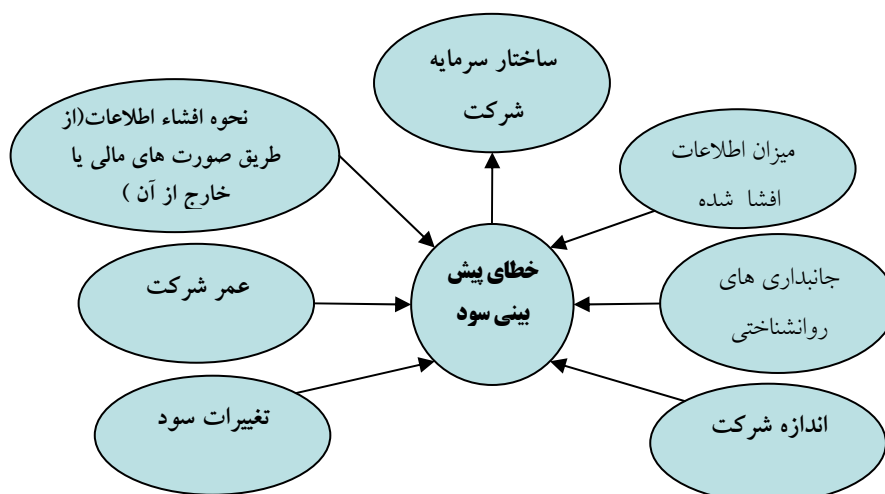 ساختار سرمایه
شرکت
نحوه افشاء اطلاعات(از
طریق صورت های مالی یا
خارج از آن )
میزان اطلاعات
افشا شده
خطای پیش
بینی سود
جانبداری های
روانشناختی
عمر شرکت
تغییرات سود
اندازه شرکت